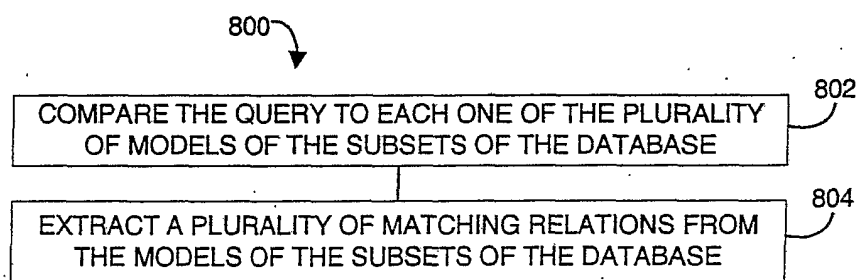 800
802
COMPARE THE QUERY TO EACH ONE OF THE PLURALITY
OF MODELS OF THE SUBSETS OF THE DATABASE
804
EXTRACT A PLURALITY OF MATCHING RELATIONS FROM
THE MODELS OF THE SUBSETS OF THE DATABASE